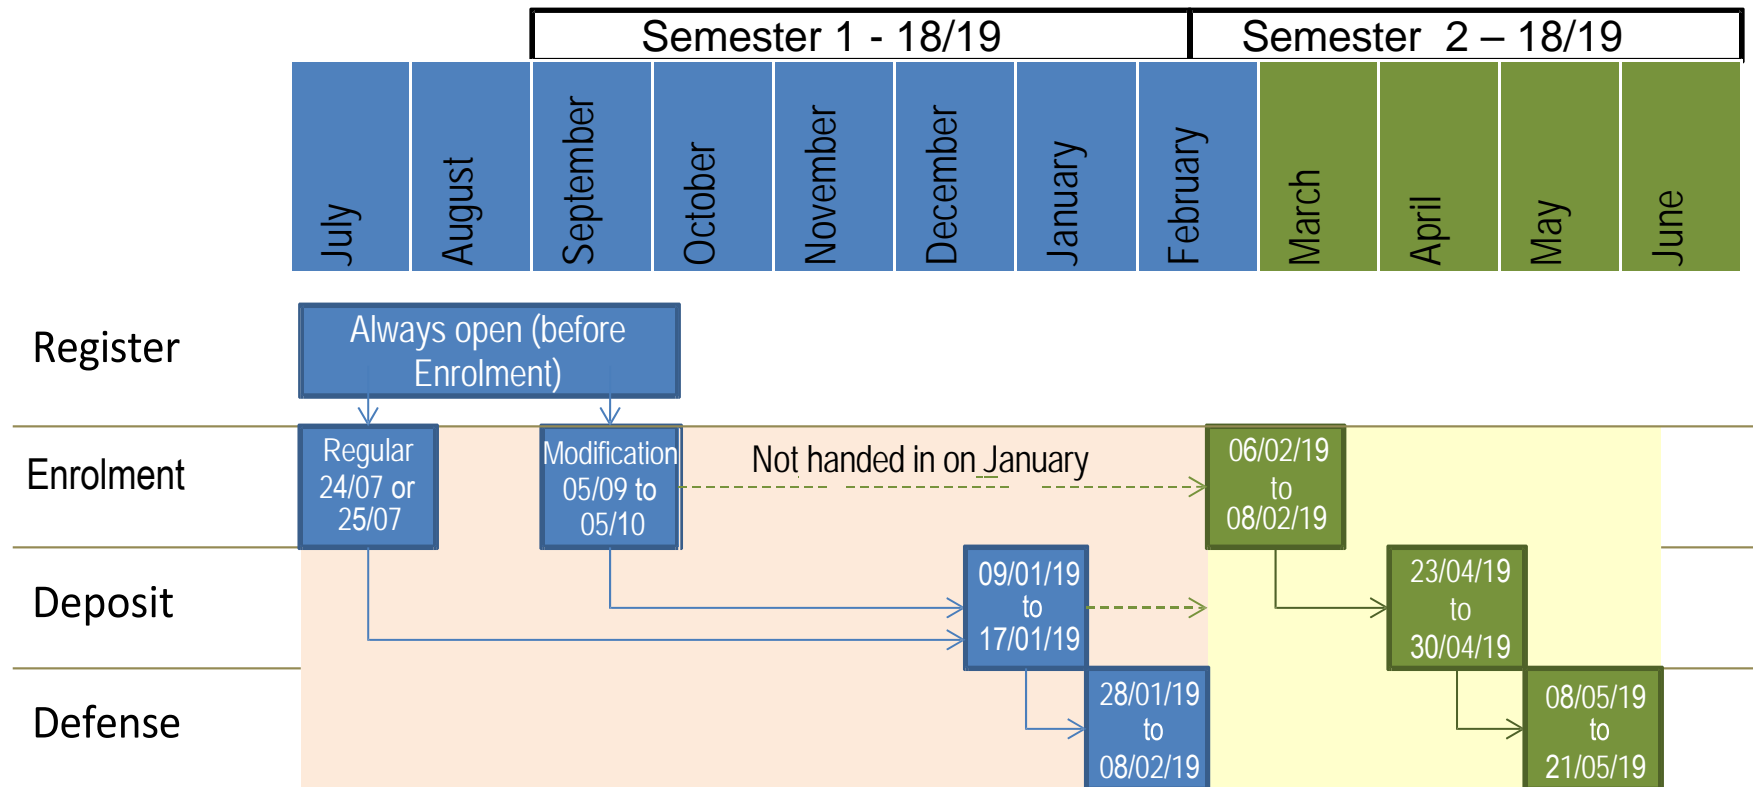 Semester 1 - 18/19
Semester 2 – 18/19
July
August
September
October
November
December
January
February
March
April
May
June
Register
Always open (before
Enrolment)
Enrolment
Regular
24/07 or
25/07
Modification
05/09 to
05/10
Not handed in on January
06/02/19
to
08/02/19
Deposit
09/01/19
to
17/01/19
23/04/19
to
30/04/19
Defense
28/01/19
to
08/02/19
08/05/19
to
21/05/19